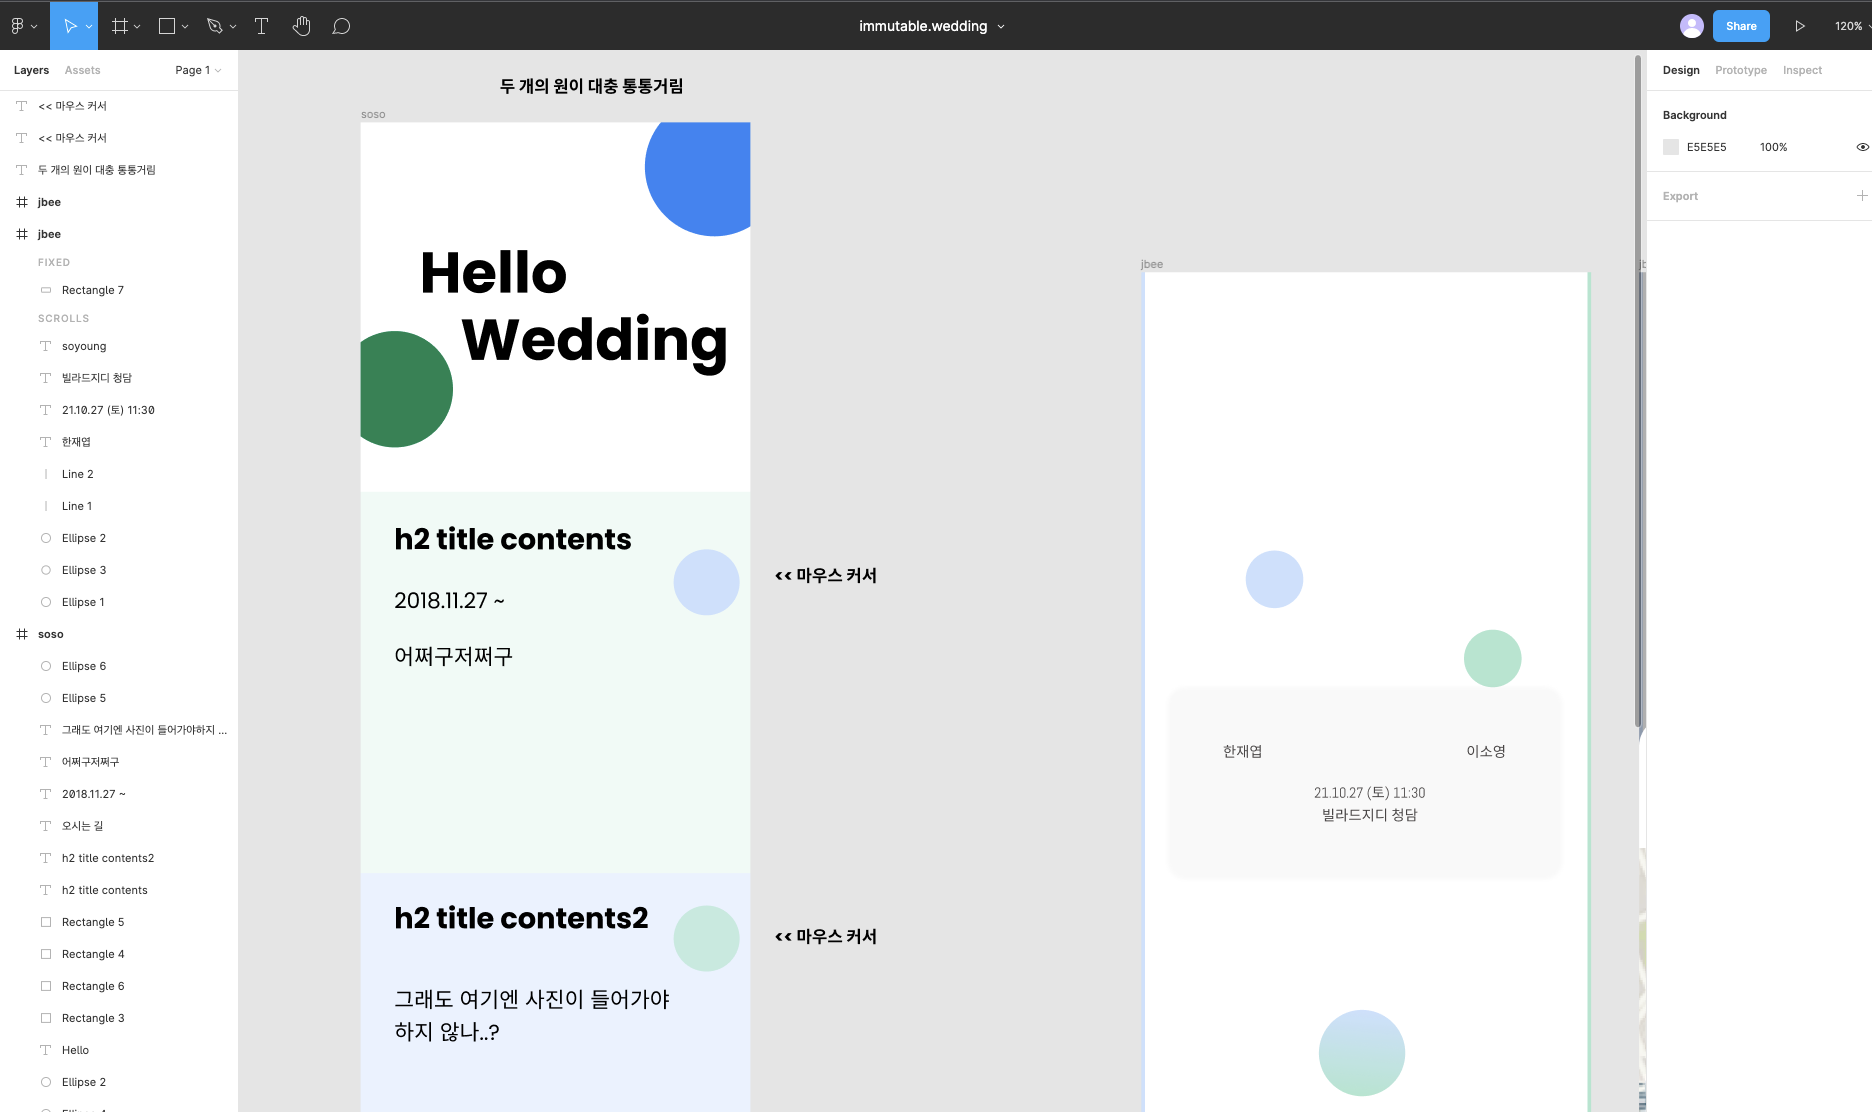 immutable.wedding
Share
120%
Layers
Assets
Page 1
<< 마우스 커서
<< 마우스 커서
두 개의 원이 대충 통통거림
jbee
jbee
FIXED
Rectangle 7
SCROLLS
soyoung
빌라드지디 청담
21.10.27 (토) 11:30
한재엽
Line 2
Line 1
Ellipse 2
Ellipse 3
Ellipse 1
soso
Ellipse 6
Ellipse 5
그래도 여기엔 사진이 들어가야하지 ...
어쩌구저쩌구
2018.11.27 ~
오시는 길
h2 title contents2
h2 title contents
Rectangle 5
Rectangle 4
Rectangle 6
Rectangle 3
Hello
Ellipse 2
두 개의 원이 대충 통통거림
soso
Hello
Wedding
h2 title contents
2018.11.27 ~
어쩌구저쩌구
<< 마우스 커서
h2 title contents2
그래도 여기엔 사진이 들어가야
하지 않나..?
<< 마우스 커서
jbee
한재엽
이소영
21.10.27 (토) 11:30
빌라드지디 청담
Design
Prototype
Inspect
Background
E5E5E5
100%
Export